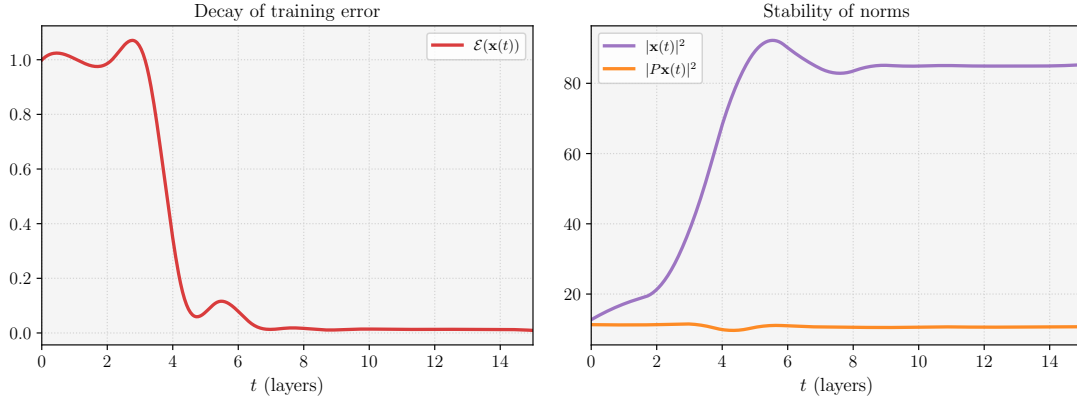 Decay of training error
1.0
0.8
0.6
0.4
0.2
0.0
ℰ(𝐱(t))
0 2 4 6 8 10 12 14
t (layers)
Stability of norms
|𝐱(t)|²
|P𝐱(t)|²
80
60
40
20
0 2 4 6 8 10 12 14
t (layers)